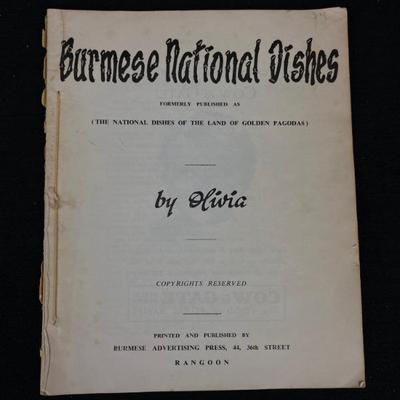 Burmese National Dishes
FORMERLY PUBLISHED AS
(THE NATIONAL DISHES OF THE LAND OF GOLDEN PAGODAS)
by Olivia
COPYRIGHTS RESERVED
PRINTED AND PUBLISHED BY
BURMESE ADVERTISING PRESS, 44, 36th STREET
RANGOON